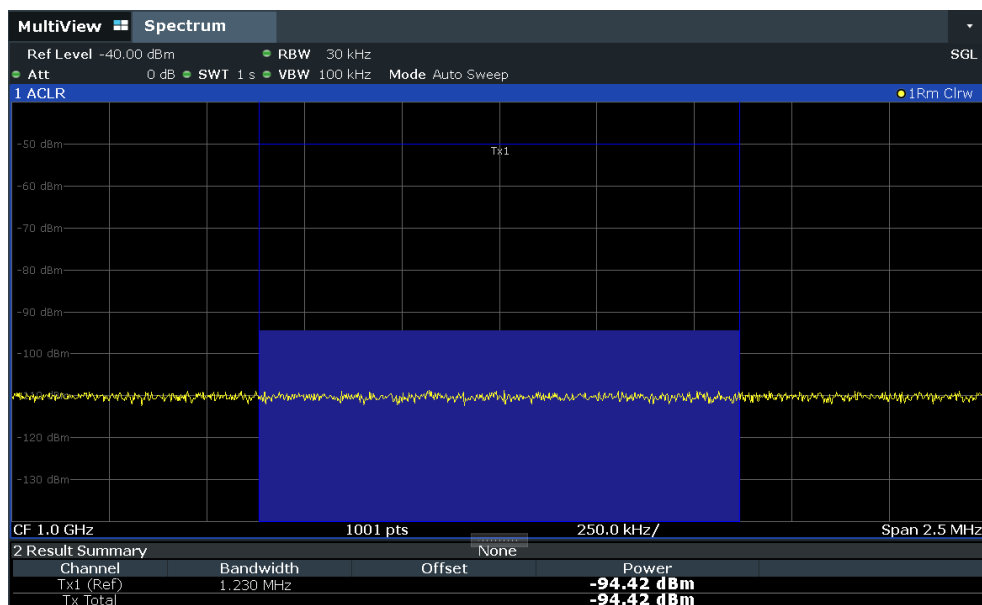 MultiView Spectrum
Ref Level -40.00 dBm RBW 30 kHz SGL
Att 0 dB SWT 1 s VBW 100 kHz Mode Auto Sweep
1 ACLR 1Rm Clrw
-50 dBm
Tx1
-60 dBm
-70 dBm
-80 dBm
-90 dBm
-100 dBm
-120 dBm
-130 dBm
CF 1.0 GHz 1001 pts 250.0 kHz/ Span 2.5 MHz
2 Result Summary None
Channel Bandwidth Offset Power
Tx1 (Ref) 1.230 MHz -94.42 dBm
Tx Total -94.42 dBm